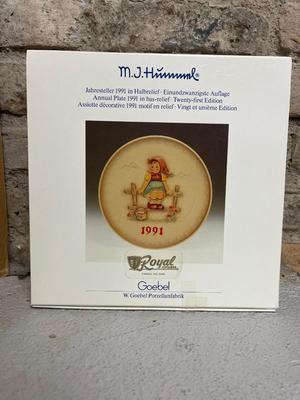 M.J.Hummel®
Jahresteller 1991 in Halbrelief · Einundzwanzigste Auflage
Annual Plate 1991 in bas-relief · Twenty-first Edition
Assiette décorative 1991 motif en relief · Vingt et unième Edition
1991
Royal
Goebel
W. Goebel Porzellanfabrik